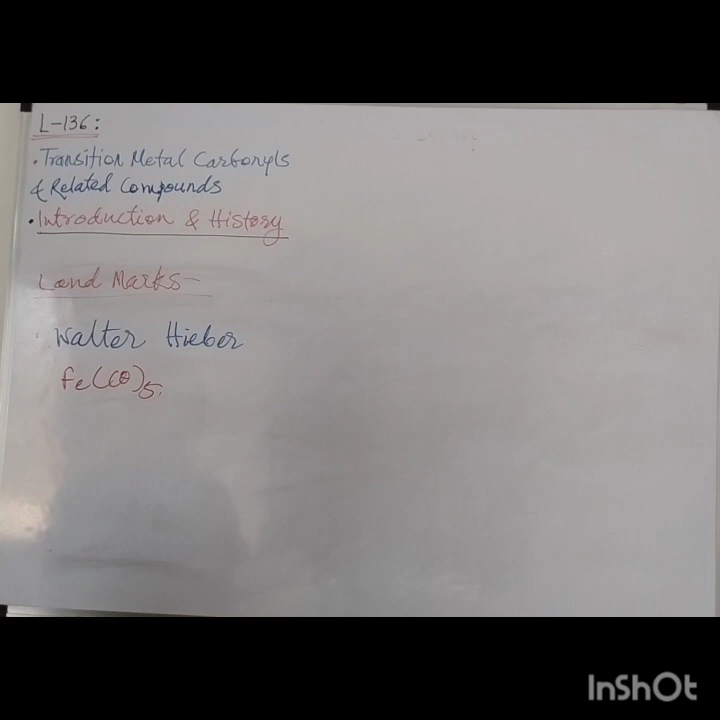 L-136:
• Transition Metal Carbonyls
& Related Compounds
• Introduction & History
Land Marks-
Walter Hieber
Fe(CO)5.
InShOt